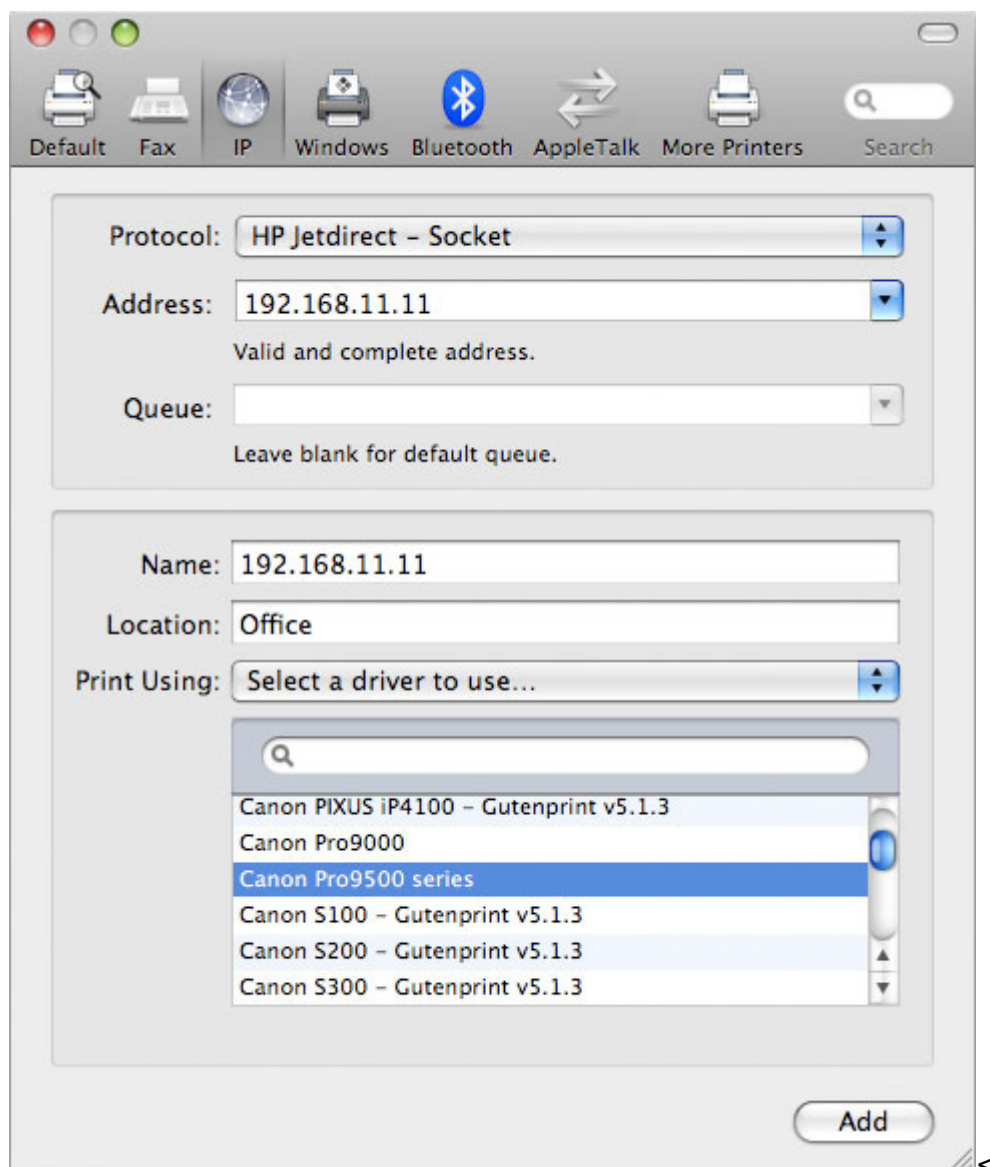 Default Fax IP Windows Bluetooth AppleTalk More Printers Search
Protocol: HP Jetdirect – Socket
Address: 192.168.11.11
Valid and complete address.
Queue:
Leave blank for default queue.
Name: 192.168.11.11
Location: Office
Print Using: Select a driver to use...
Canon PIXUS iP4100 – Gutenprint v5.1.3
Canon Pro9000
Canon Pro9500 series
Canon S100 – Gutenprint v5.1.3
Canon S200 – Gutenprint v5.1.3
Canon S300 – Gutenprint v5.1.3
Add
<